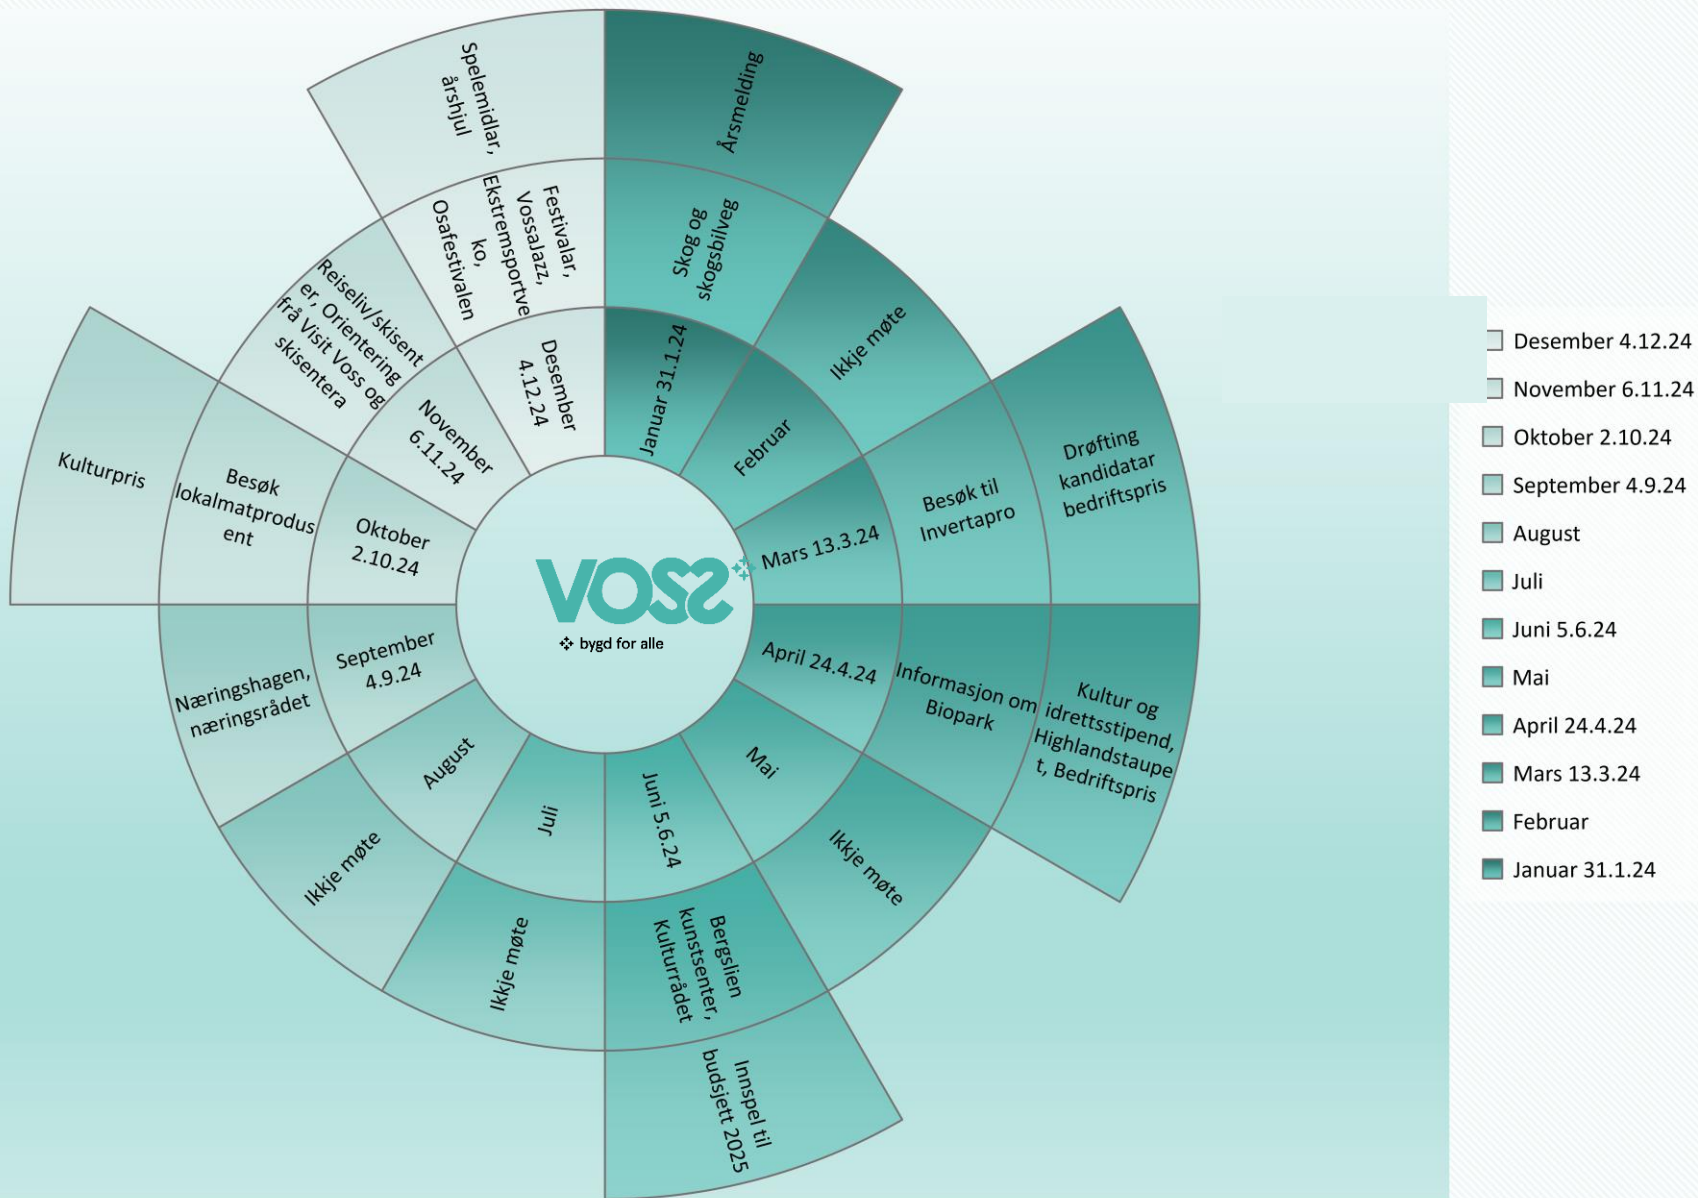 Januar 31.1.24
Skog og
skogsbilveg
Årsmelding
Februar
Ikkje møte
Mars 13.3.24
Besøk til
Invertapro
Drøfting
kandidatar
bedriftspris
April 24.4.24
Informasjon om
Biopark
Kultur og
idrettsstipend,
Highlandstaupe
t, Bedriftspris
Mai
Ikkje møte
Juni 5.6.24
Bergslien
kunstsenter,
Kulturrådet
Innspel til
budsjett 2025
Juli
Ikkje møte
August
Ikkje møte
September
4.9.24
Næringshagen,
næringsrådet
Oktober
2.10.24
Besøk
lokalmatprodus
ent
Kulturpris
November
6.11.24
Reiseliv/skisent
er, Orientering
frå Visit Voss og
skisentera
Desember
4.12.24
Festivalar,
VossaJazz,
Ekstremsportve
ko,
Osafestivalen
Spelemidlar,
årshjul
VOSS
bygd for alle
Desember 4.12.24
November 6.11.24
Oktober 2.10.24
September 4.9.24
August
Juli
Juni 5.6.24
Mai
April 24.4.24
Mars 13.3.24
Februar
Januar 31.1.24